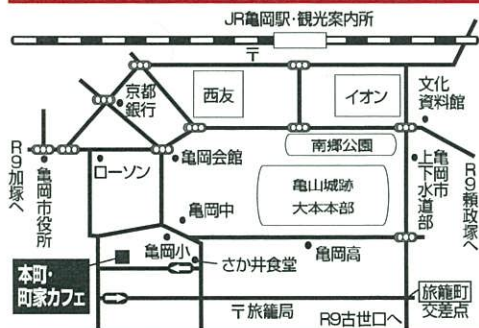 JR亀岡駅・観光案内所
〒
京都
銀行
西友
イオン
文化
資料館
南郷公園
R9加塚へ
亀岡市役所
ローソン
亀岡会館
亀山城跡
大本本部
亀岡市
上下水道部
R9頼政塚へ
亀岡中
亀岡小
さか井食堂
亀岡高
本町・
町家カフェ
旅籠町
交差点
〒旅籠局
R9古世口へ